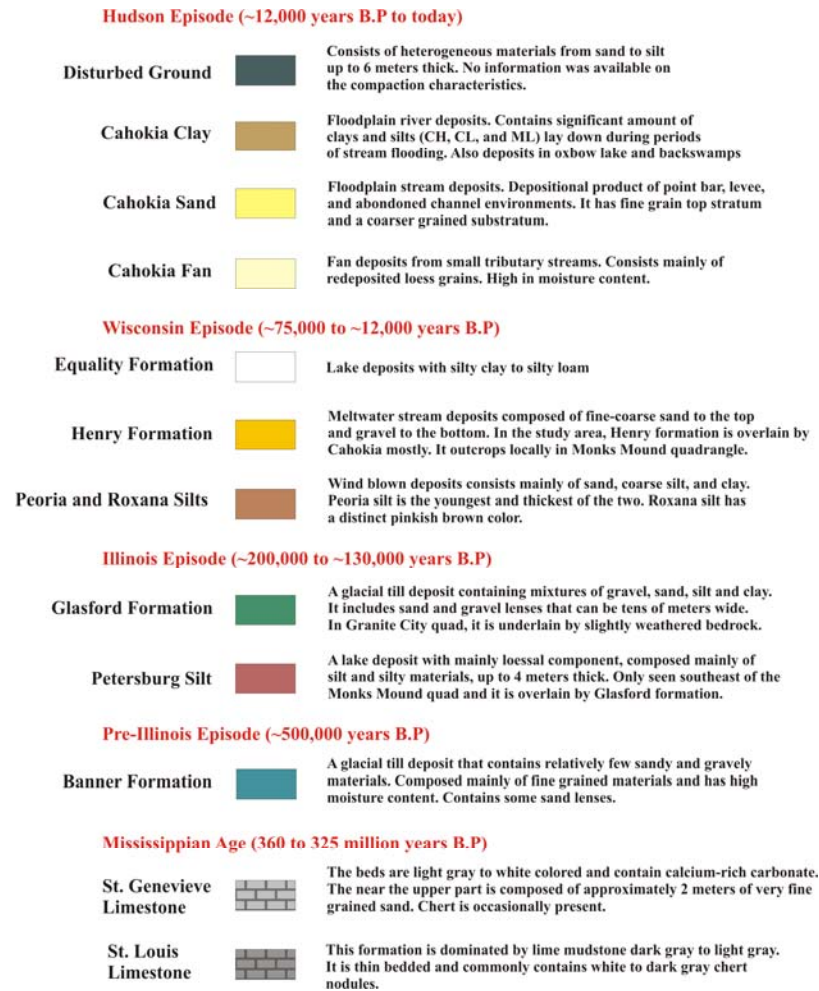 Hudson Episode (~12,000 years B.P to today)
Disturbed Ground
Consists of heterogeneous materials from sand to silt
up to 6 meters thick. No information was available on
the compaction characteristics.
Cahokia Clay
Floodplain river deposits. Contains significant amount of
clays and silts (CH, CL, and ML) lay down during periods
of stream flooding. Also deposits in oxbow lake and backswamps
Cahokia Sand
Floodplain stream deposits. Depositional product of point bar, levee,
and abondoned channel environments. It has fine grain top stratum
and a coarser grained substratum.
Cahokia Fan
Fan deposits from small tributary streams. Consists mainly of
redeposited loess grains. High in moisture content.
Wisconsin Episode (~75,000 to ~12,000 years B.P)
Equality Formation
Lake deposits with silty clay to silty loam
Henry Formation
Meltwater stream deposits composed of fine-coarse sand to the top
and gravel to the bottom. In the study area, Henry formation is overlain by
Cahokia mostly. It outcrops locally in Monks Mound quadrangle.
Peoria and Roxana Silts
Wind blown deposits consists mainly of sand, coarse silt, and clay.
Peoria silt is the youngest and thickest of the two. Roxana silt has
a distinct pinkish brown color.
Illinois Episode (~200,000 to ~130,000 years B.P)
Glasford Formation
A glacial till deposit containing mixtures of gravel, sand, silt and clay.
It includes sand and gravel lenses that can be tens of meters wide.
In Granite City quad, it is underlain by slightly weathered bedrock.
Petersburg Silt
A lake deposit with mainly loessal component, composed mainly of
silt and silty materials, up to 4 meters thick. Only seen southeast of the
Monks Mound quad and it is overlain by Glasford formation.
Pre-Illinois Episode (~500,000 years B.P)
Banner Formation
A glacial till deposit that contains relatively few sandy and gravely
materials. Composed mainly of fine grained materials and has high
moisture content. Contains some sand lenses.
Mississippian Age (360 to 325 million years B.P)
St. Genevieve
Limestone
The beds are light gray to white colored and contain calcium-rich carbonate.
The near the upper part is composed of approximately 2 meters of very fine
grained sand. Chert is occasionally present.
St. Louis
Limestone
This formation is dominated by lime mudstone dark gray to light gray.
It is thin bedded and commonly contains white to dark gray chert
nodules.